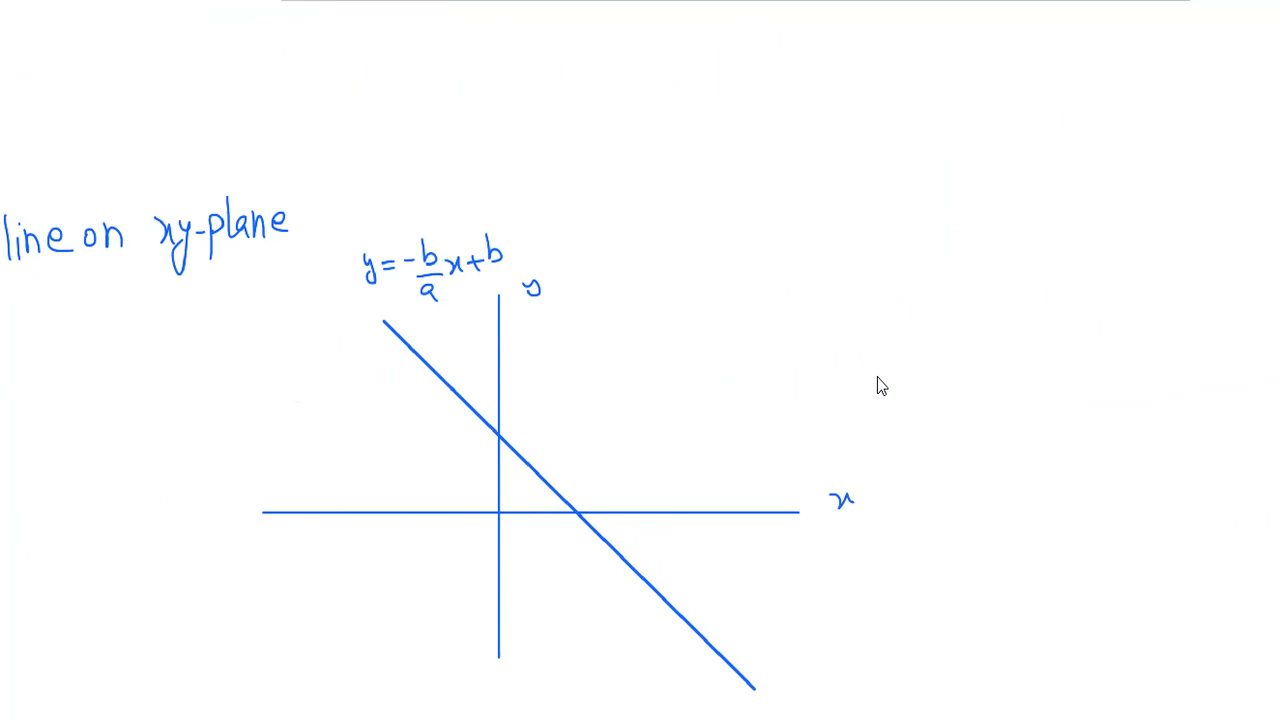 line on xy-plane
y = -b/a x + b
y
x